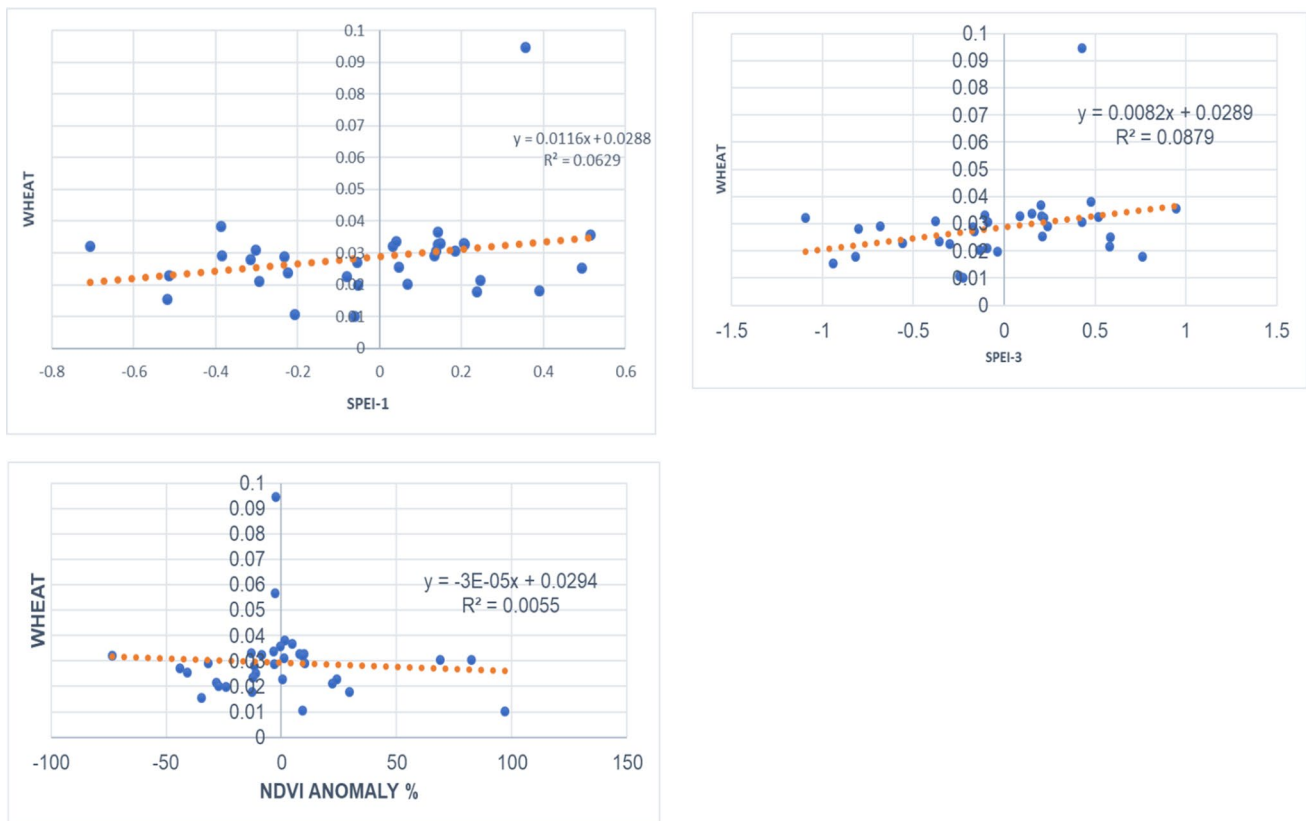 0.1
0.09
0.08
0.07
0.06
0.05
0.04
0.03
0.02
0.01
0
WHEAT
y = 0.0116x + 0.0288
R² = 0.0629
-0.8 -0.6 -0.4 -0.2 0 0.2 0.4 0.6
SPEI-1
0.1
0.09
0.08
0.07
0.06
0.05
0.04
0.03
0.02
0.01
0
WHEAT
y = 0.0082x + 0.0289
R² = 0.0879
-1.5 -1 -0.5 0 0.5 1 1.5
SPEI-3
0.1
0.09
0.08
0.07
0.06
0.05
0.04
0.03
0.02
0.01
0
WHEAT
y = -3E-05x + 0.0294
R² = 0.0055
-100 -50 0 50 100 150
NDVI ANOMALY %